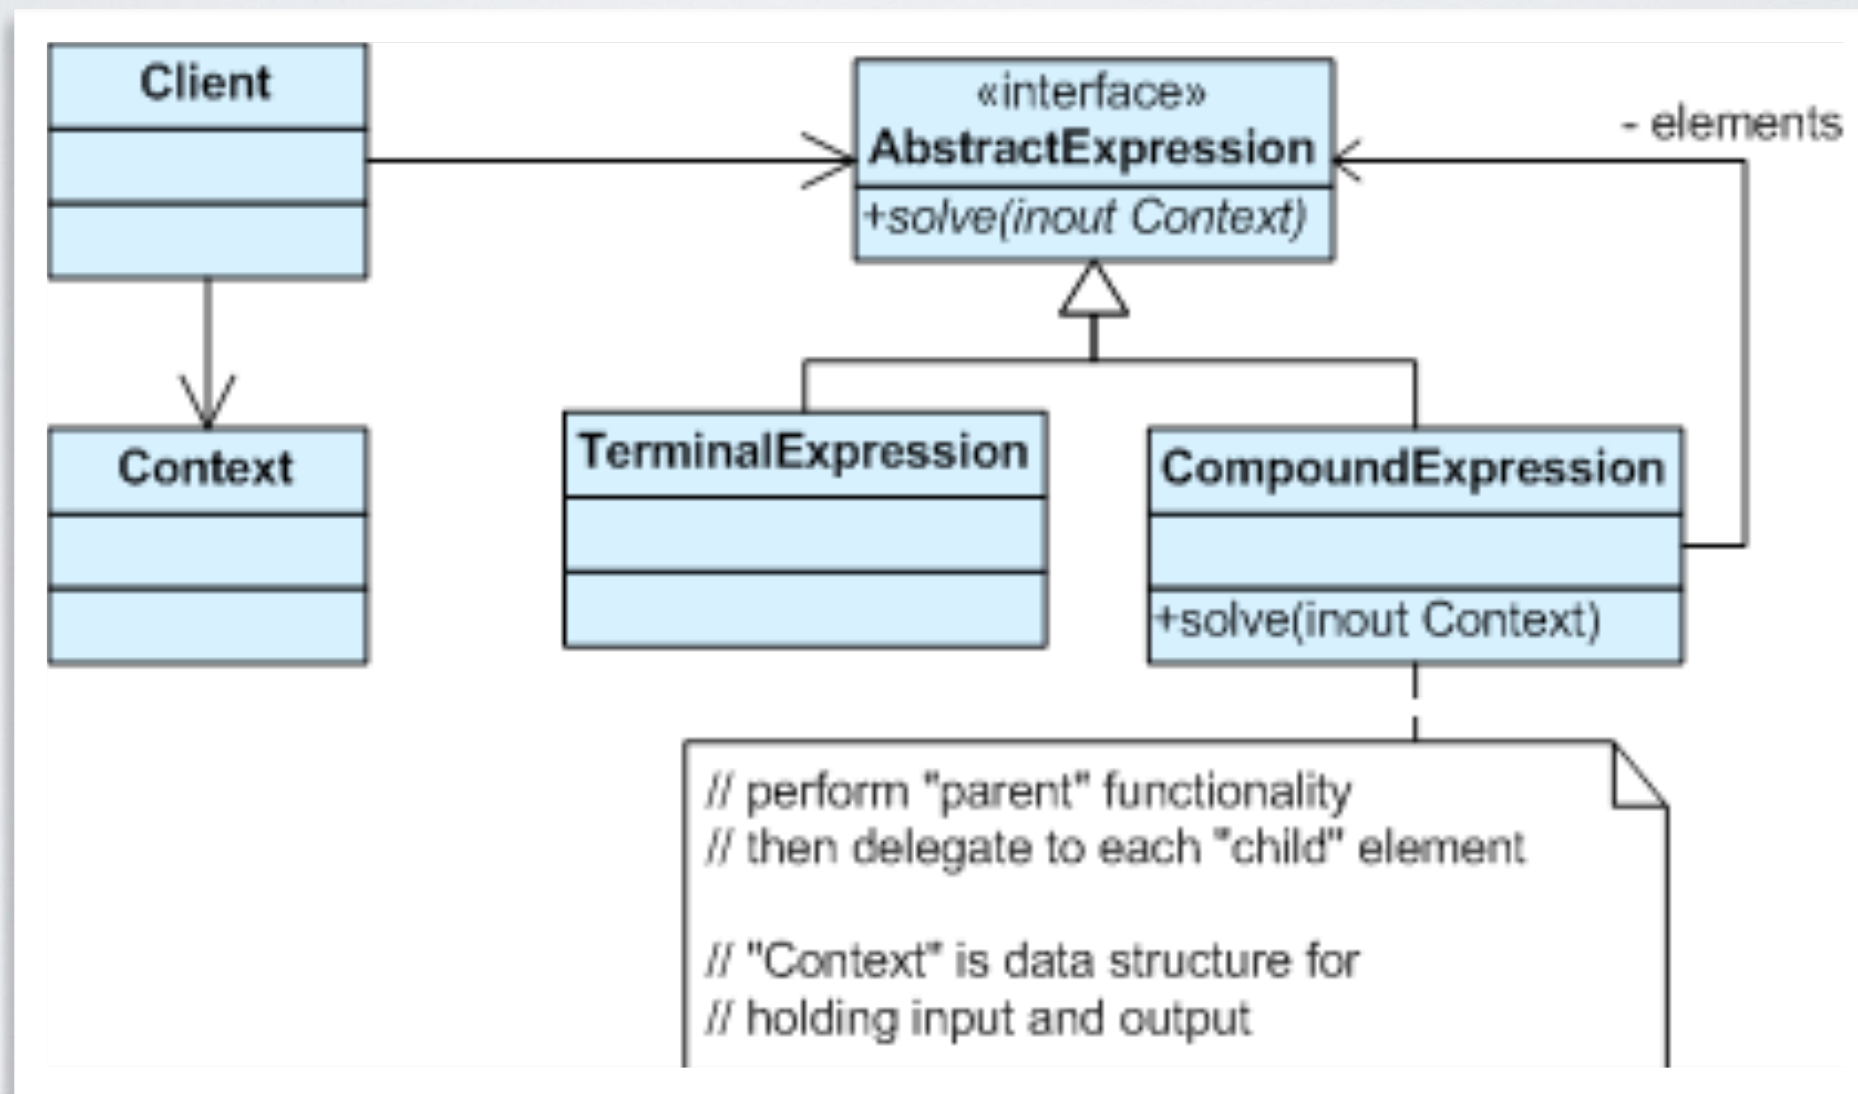 Client
«interface»
AbstractExpression
+solve(inout Context)
- elements
Context
TerminalExpression
CompoundExpression
+solve(inout Context)
// perform "parent" functionality
// then delegate to each "child" element
// "Context" is data structure for
// holding input and output